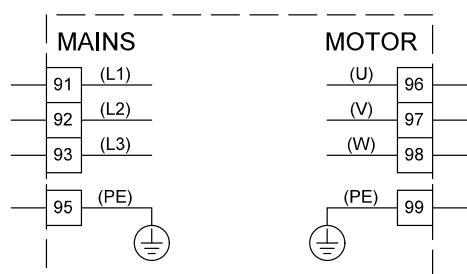 MAINS MOTOR
91 (L1) (U) 96
92 (L2) (V) 97
93 (L3) (W) 98
95 (PE) (PE) 99